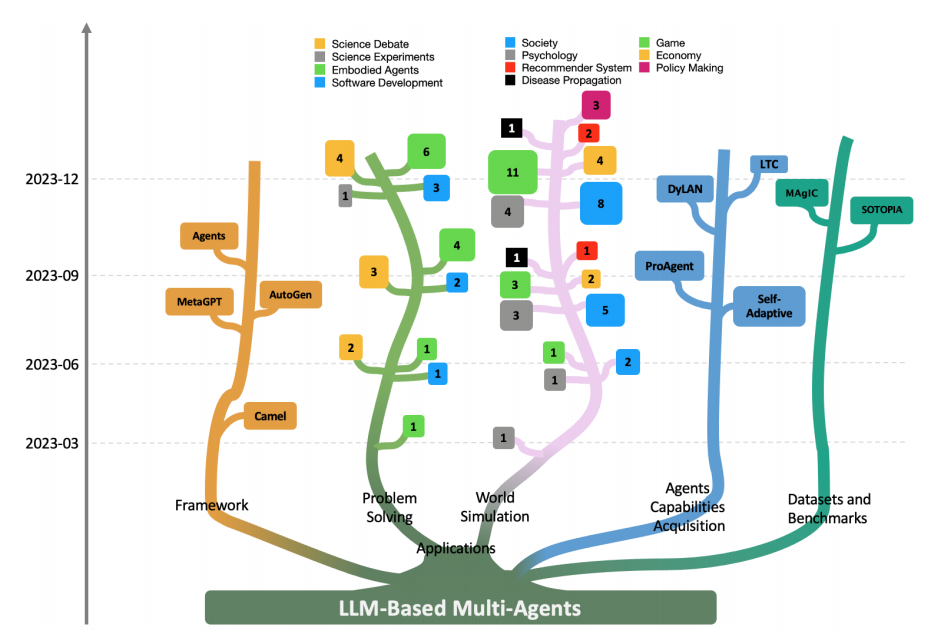 Science Debate
Science Experiments
Embodied Agents
Software Development
Society
Psychology
Recommender System
Disease Propagation
Game
Economy
Policy Making
2023-12
2023-09
2023-06
2023-03
Agents
MetaGPT
AutoGen
Camel
Framework
4
6
1
3
4
3
2
2
1
1
1
Problem
Solving
3
1
2
11
4
4
8
1
1
3
2
3
5
1
2
1
1
World
Simulation
Applications
LTC
DyLAN
ProAgent
Self-
Adaptive
Agents
Capabilities
Acquisition
MAgIC
SOTOPIA
Datasets and
Benchmarks
LLM-Based Multi-Agents